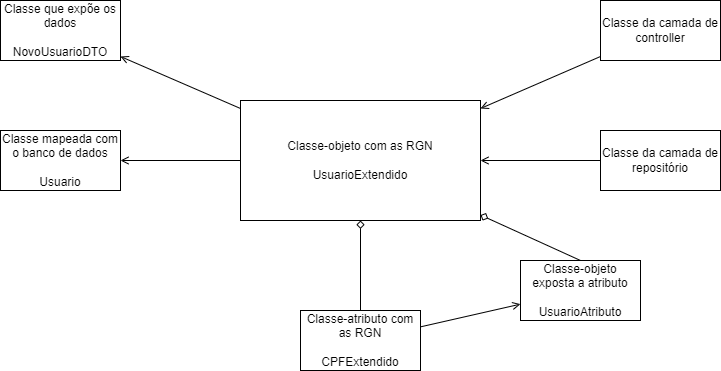 Classe que expõe os
dados
NovoUsuarioDTO
Classe da camada de
controller
Classe mapeada com
o banco de dados
Usuario
Classe-objeto com as RGN
UsuarioExtendido
Classe da camada de
repositório
Classe-objeto
exposta a atributo
UsuarioAtributo
Classe-atributo com
as RGN
CPFExtendido